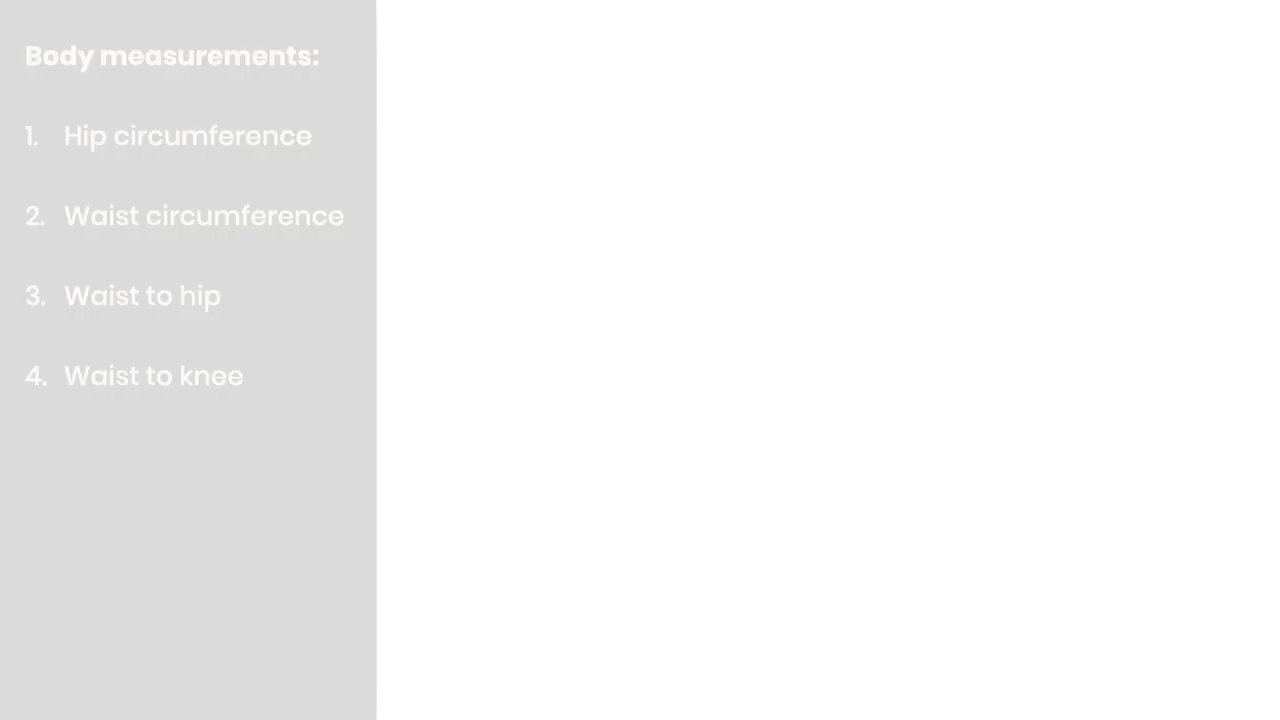 Body measurements:
1. Hip circumference
2. Waist circumference
3. Waist to hip
4. Waist to knee